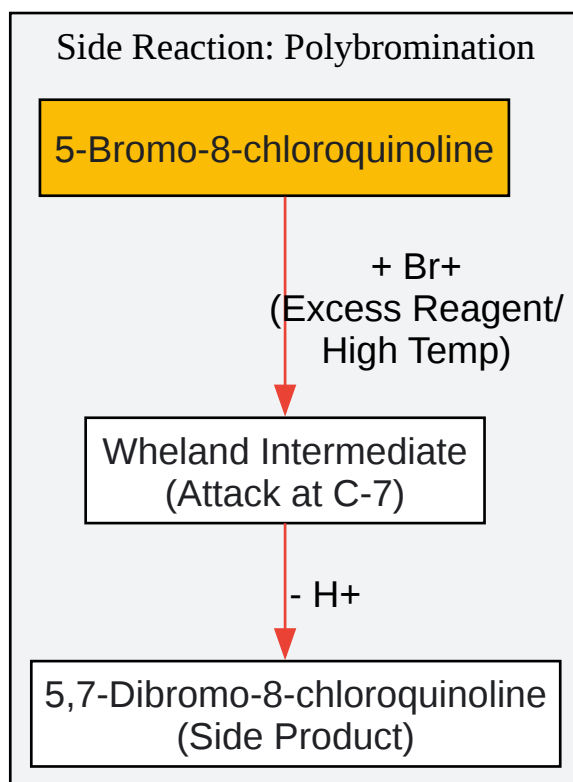 Side Reaction: Polybromination
5-Bromo-8-chloroquinoline
+ Br+
(Excess Reagent/
High Temp)
Wheland Intermediate
(Attack at C-7)
- H+
5,7-Dibromo-8-chloroquinoline
(Side Product)